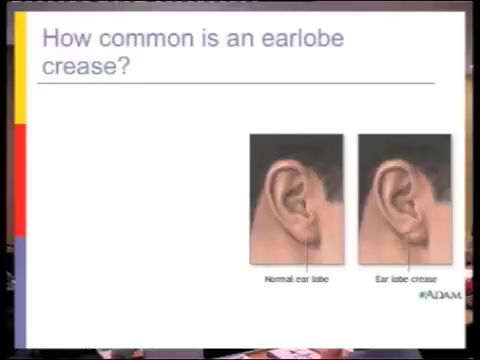 How common is an earlobe
crease?
Normal ear lobe
Ear lobe crease
ADAM.